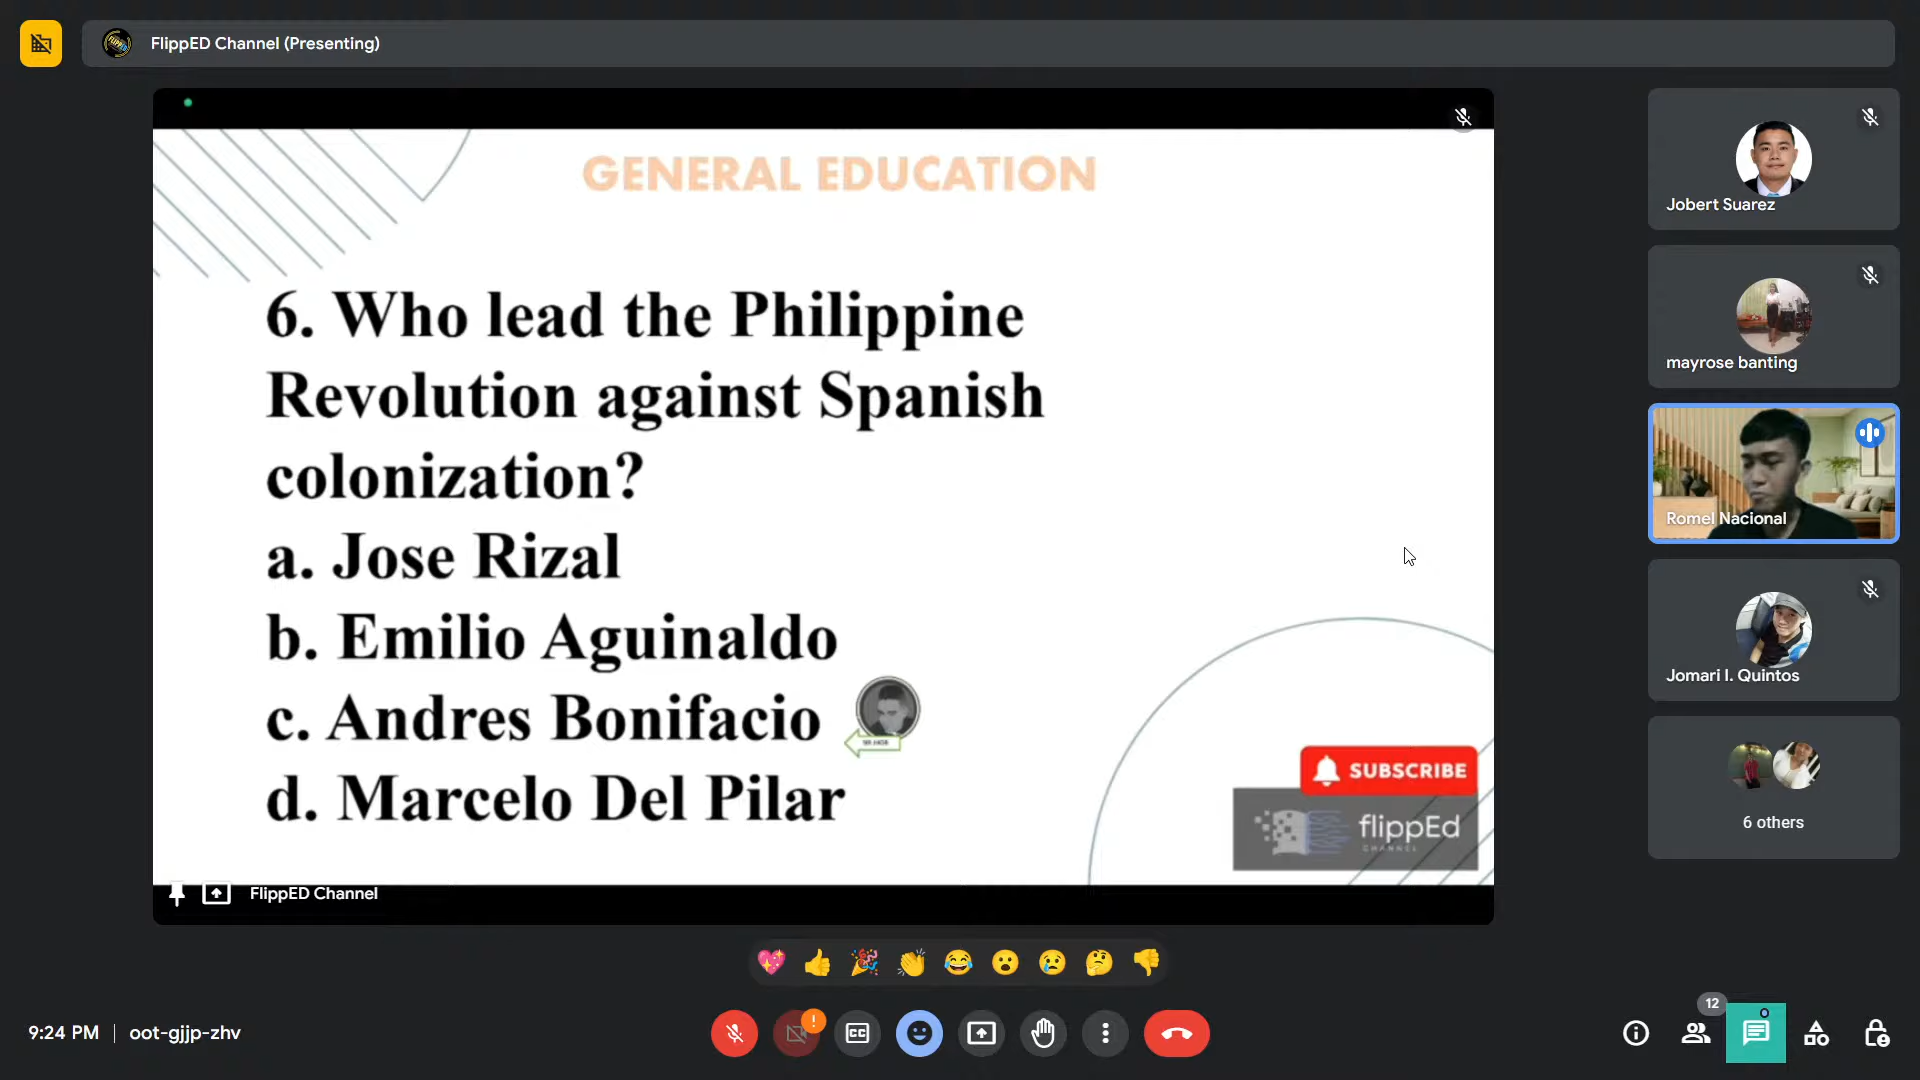 FlippED Channel (Presenting)
GENERAL EDUCATION
6. Who lead the Philippine
Revolution against Spanish
colonization?
a. Jose Rizal
b. Emilio Aguinaldo
c. Andres Bonifacio
d. Marcelo Del Pilar
SUBSCRIBE
flippEd
CHANNEL
FlippED Channel
Jobert Suarez
mayrose banting
Romel Nacional
Jomari I. Quintos
6 others
9:24 PM | oot-gjjp-zhv
!
CC
12